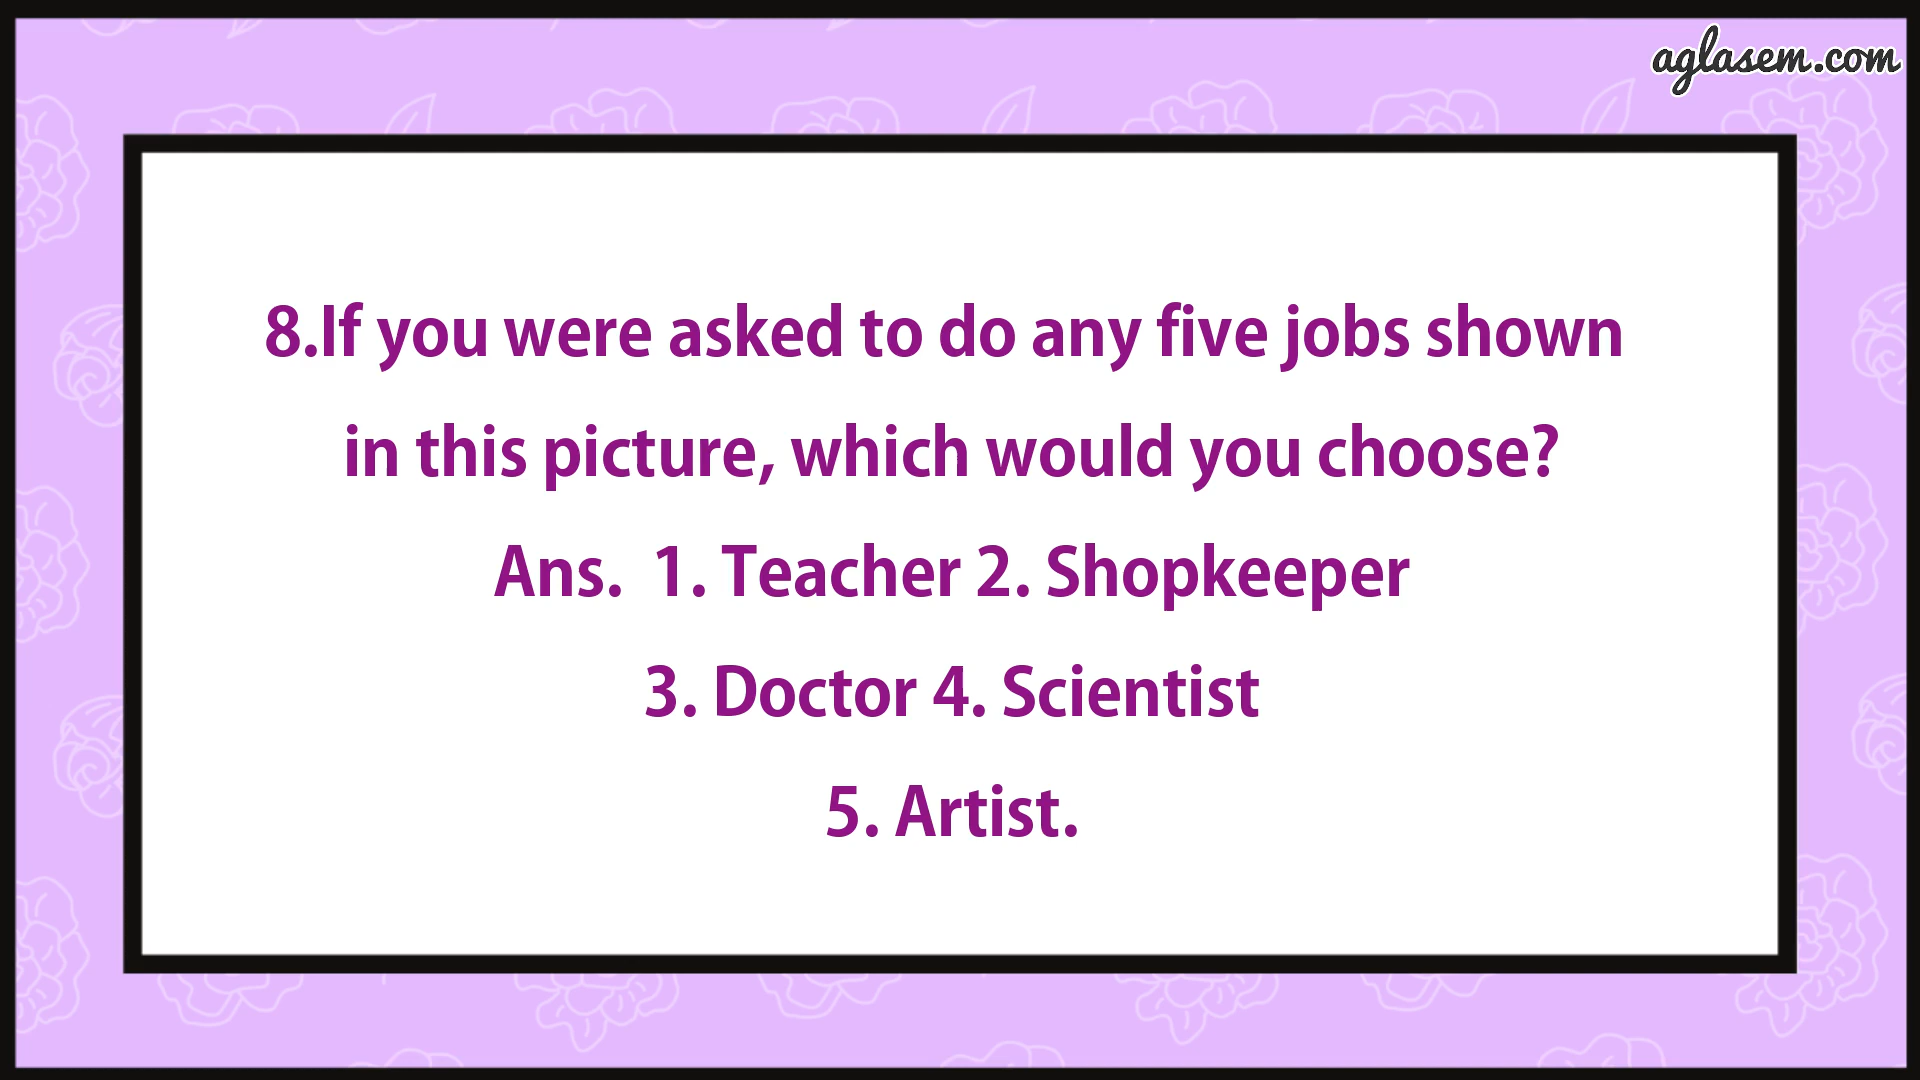 aglasem.com
8.If you were asked to do any five jobs shown
in this picture, which would you choose?
Ans.  1. Teacher 2. Shopkeeper
3. Doctor 4. Scientist
5. Artist.